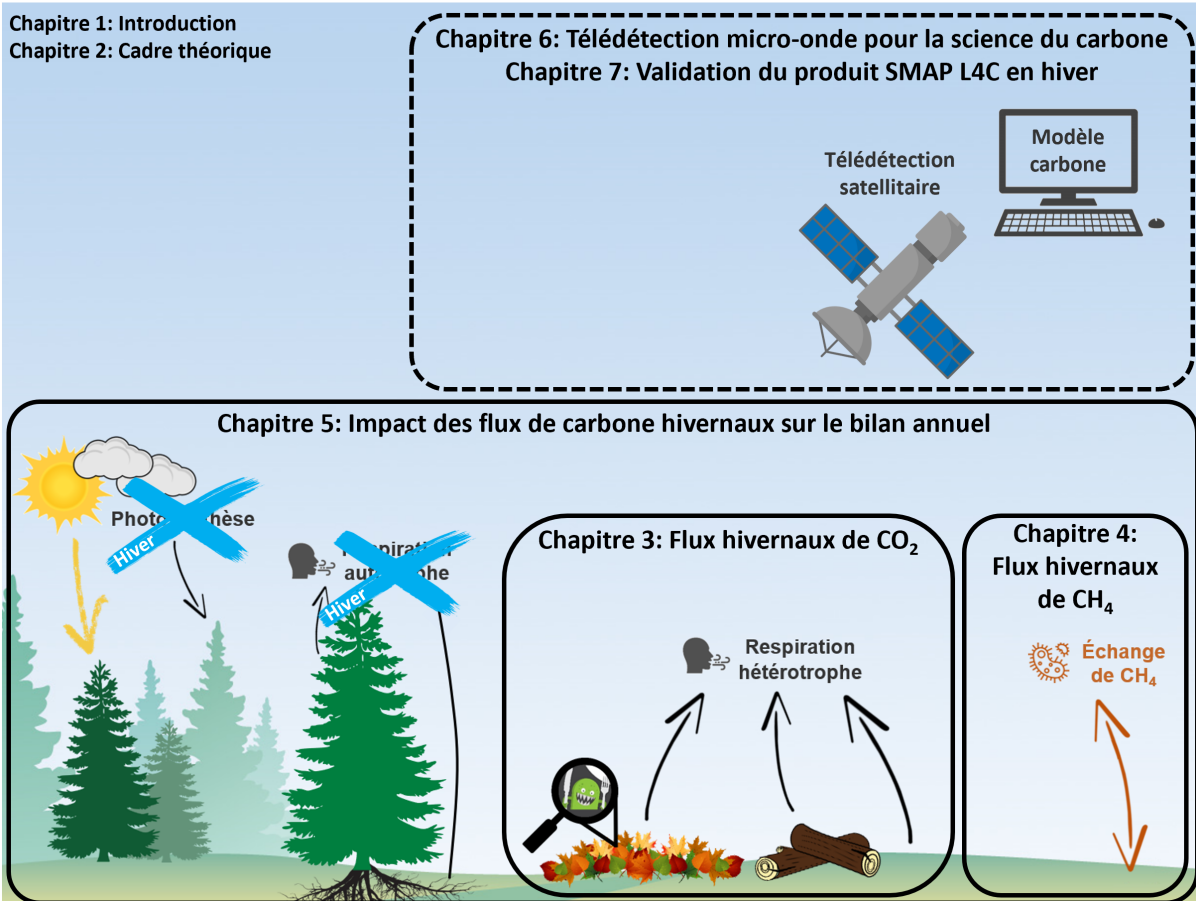 Chapitre 1: Introduction
Chapitre 2: Cadre théorique
Chapitre 6: Télédétection micro-onde pour la science du carbone
Chapitre 7: Validation du produit SMAP L4C en hiver
Modèle
carbone
Télédétection
satellitaire
Chapitre 5: Impact des flux de carbone hivernaux sur le bilan annuel
Hiver
Hiver
Chapitre 3: Flux hivernaux de CO₂
Respiration
hétérotrophe
Chapitre 4:
Flux hivernaux
de CH₄
Échange
de CH₄